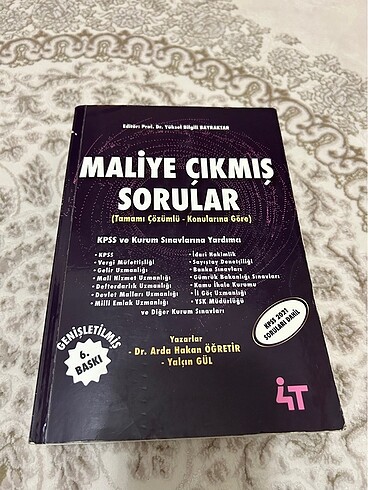 Editör: Prof. Dr. Yüksel Bilgili BAYRAKTAR
MALİYE ÇIKMIŞ
SORULAR
(Tamamı Çözümlü - Konularına Göre)
KPSS ve Kurum Sınavlarına Yardımcı
• KPSS
• Vergi Müfettişliği
• Gelir Uzmanlığı
• Mali Hizmet Uzmanlığı
• Defterdarlık Uzmanlığı
• Devlet Malları Uzmanlığı
• Milli Emlak Uzmanlığı
• İdari Hakimlik
• Sayıştay Denetçiliği
• Banka Sınavları
• Gümrük Bakanlığı Sınavları
• Kamu İhale Kurumu
• İl Göç Uzmanlığı
• YSK Müdürlüğü
ve Diğer Kurum Sınavları
KPSS 2021
SORULARI DAHİL
GENİŞLETİLMİŞ
6.
BASKI
Yazarlar
- Dr. Arda Hakan ÖĞRETİR
- Yalçın GÜL
4T